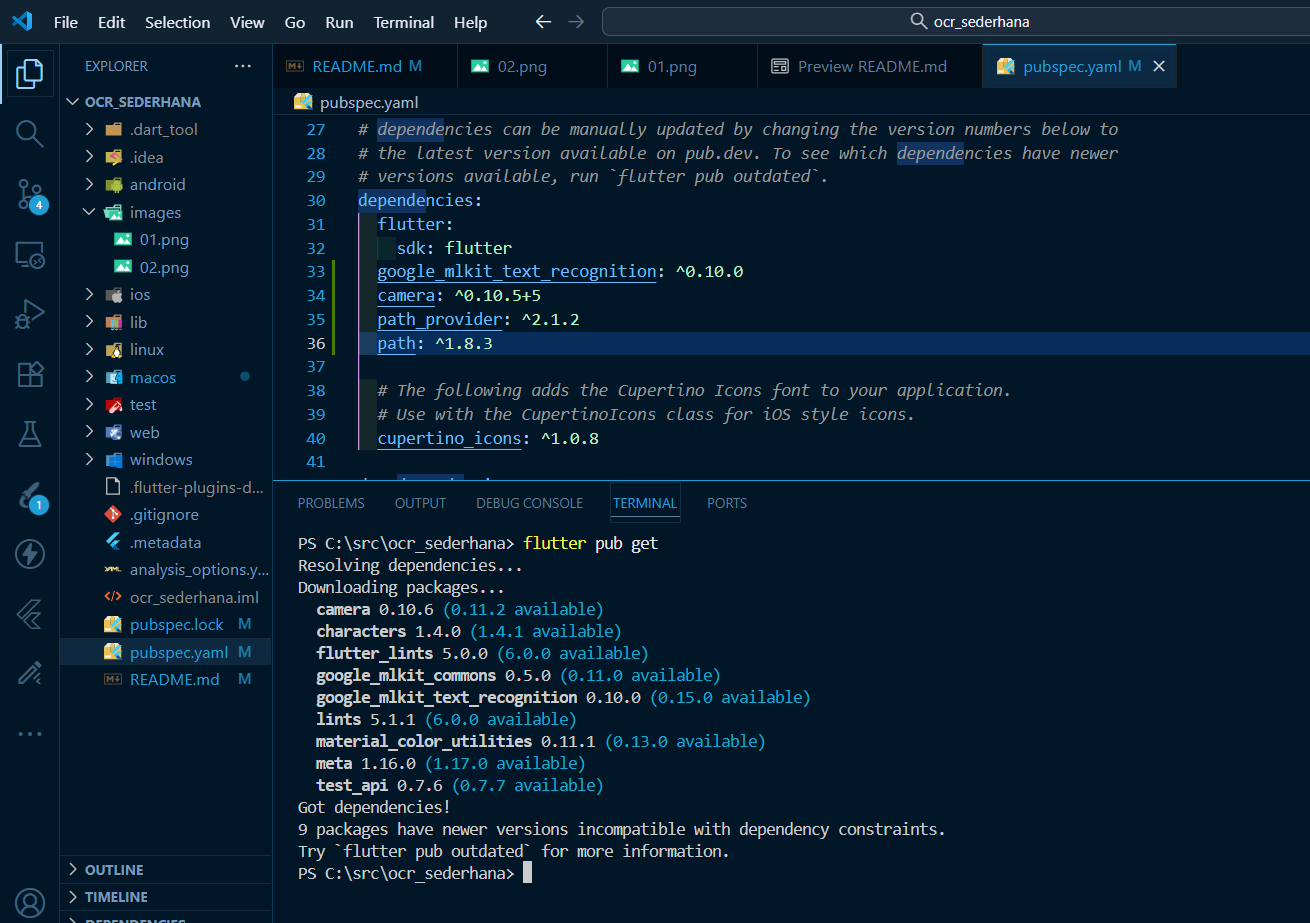 File Edit Selection View Go Run Terminal Help
ocr_sederhana
EXPLORER
OCR_SEDERHANA
.dart_tool
.idea
android
images
01.png
02.png
ios
lib
linux
macos
test
web
windows
.flutter-plugins-d...
.gitignore
.metadata
analysis_options.y...
ocr_sederhana.iml
pubspec.lock M
pubspec.yaml M
README.md M
OUTLINE
TIMELINE
DEPENDENCIES
4
1
README.md M
02.png
01.png
Preview README.md
pubspec.yaml M
pubspec.yaml
27 # dependencies can be manually updated by changing the version numbers below to
28 # the latest version available on pub.dev. To see which dependencies have newer
29 # versions available, run `flutter pub outdated`.
30 dependencies:
31 flutter:
32 sdk: flutter
33 google_mlkit_text_recognition: ^0.10.0
34 camera: ^0.10.5+5
35 path_provider: ^2.1.2
36 path: ^1.8.3
37
38 # The following adds the Cupertino Icons font to your application.
39 # Use with the CupertinoIcons class for iOS style icons.
40 cupertino_icons: ^1.0.8
41
PROBLEMS OUTPUT DEBUG CONSOLE TERMINAL PORTS
PS C:\src\ocr_sederhana> flutter pub get
Resolving dependencies...
Downloading packages...
camera 0.10.6 (0.11.2 available)
characters 1.4.0 (1.4.1 available)
flutter_lints 5.0.0 (6.0.0 available)
google_mlkit_commons 0.5.0 (0.11.0 available)
google_mlkit_text_recognition 0.10.0 (0.15.0 available)
lints 5.1.1 (6.0.0 available)
material_color_utilities 0.11.1 (0.13.0 available)
meta 1.16.0 (1.17.0 available)
test_api 0.7.6 (0.7.7 available)
Got dependencies!
9 packages have newer versions incompatible with dependency constraints.
Try `flutter pub outdated` for more information.
PS C:\src\ocr_sederhana>